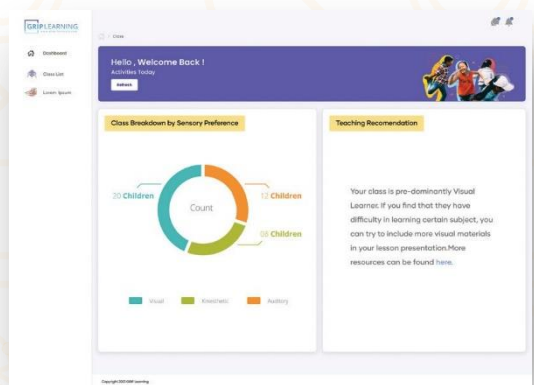 GRIPLEARNING
Class
Dashboard
Class List
Lorem Ipsum
Hello , Welcome Back !
Activities Today
Refresh
Class Breakdown by Sensory Preference
20 Children
12 Children
Count
08 Children
Visual Kinesthetic Auditory
Teaching Recomendation
Your class is pre-dominantly Visual
Learner. If you find that they have
difficulty in learning certain subject, you
can try to include more visual materials
in your lesson presentation.More
resources can be found here.